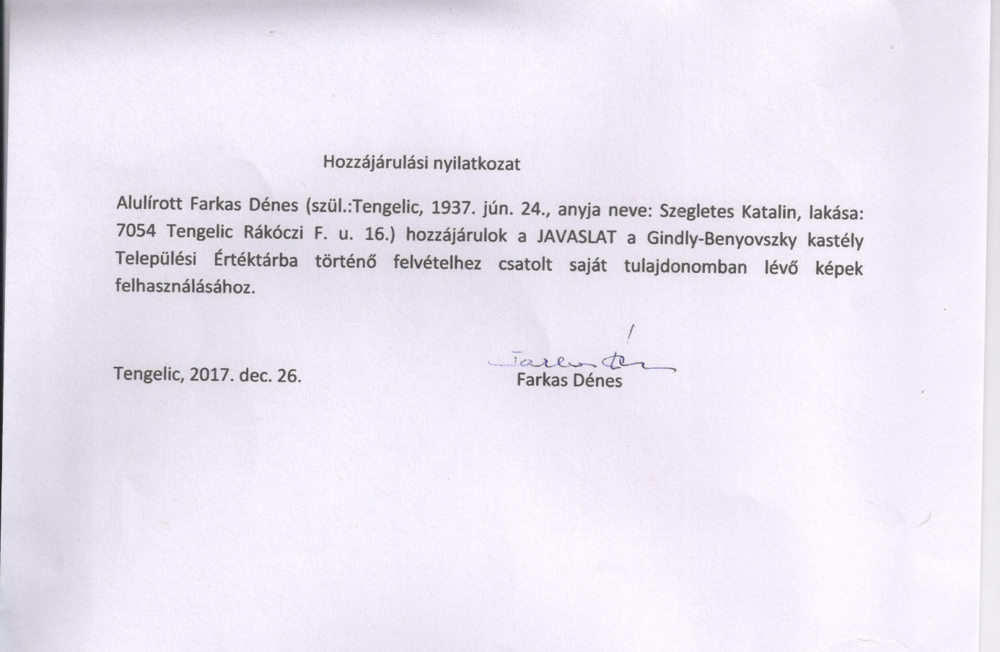 Hozzájárulási nyilatkozat
Alulírott Farkas Dénes (szül.:Tengelic, 1937. jún. 24., anyja neve: Szegletes Katalin, lakása:
7054 Tengelic Rákóczi F. u. 16.) hozzájárulok a JAVASLAT a Gindly-Benyovszky kastély
Települési Értéktárba történő felvételhez csatolt saját tulajdonomban lévő képek
felhasználásához.
Farkas Dé
Tengelic, 2017. dec. 26.
Farkas Dénes